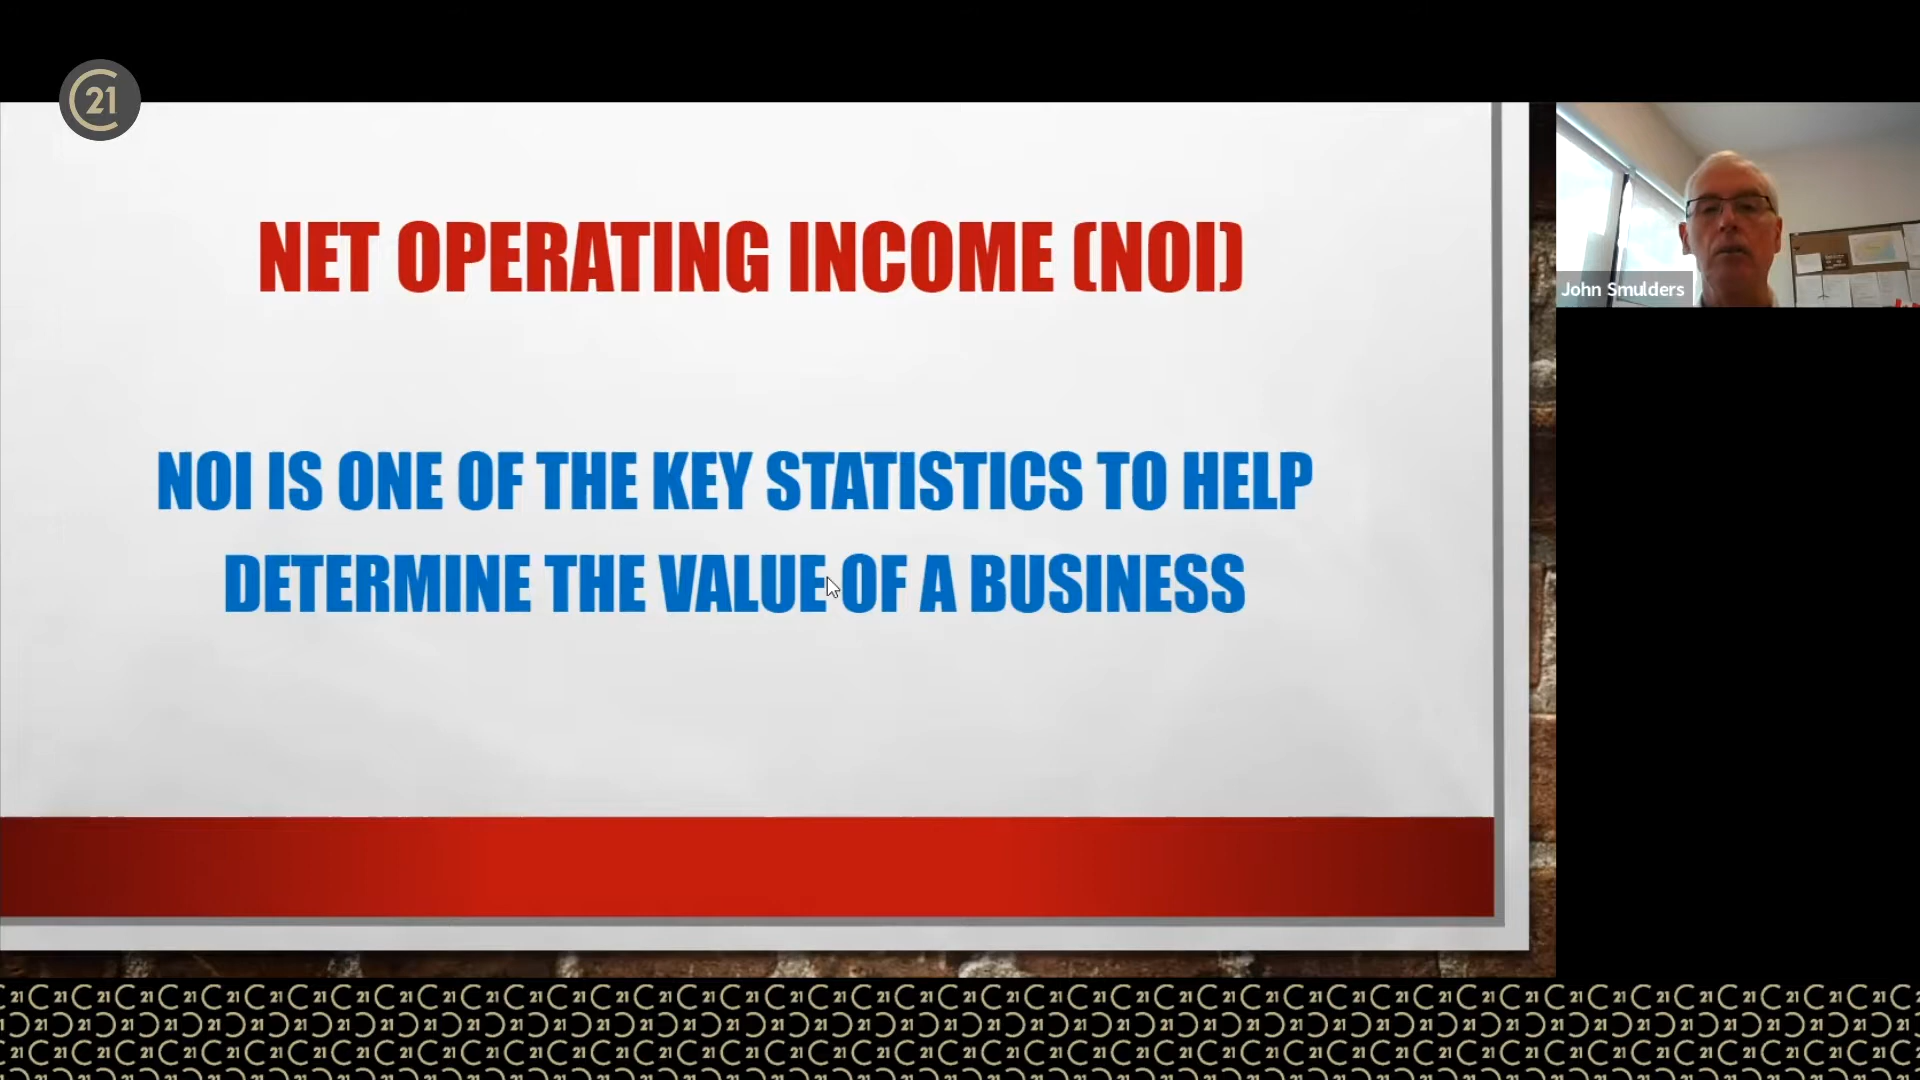 C21
NET OPERATING INCOME (NOI)
NOI IS ONE OF THE KEY STATISTICS TO HELP
DETERMINE THE VALUE OF A BUSINESS
John Smulders